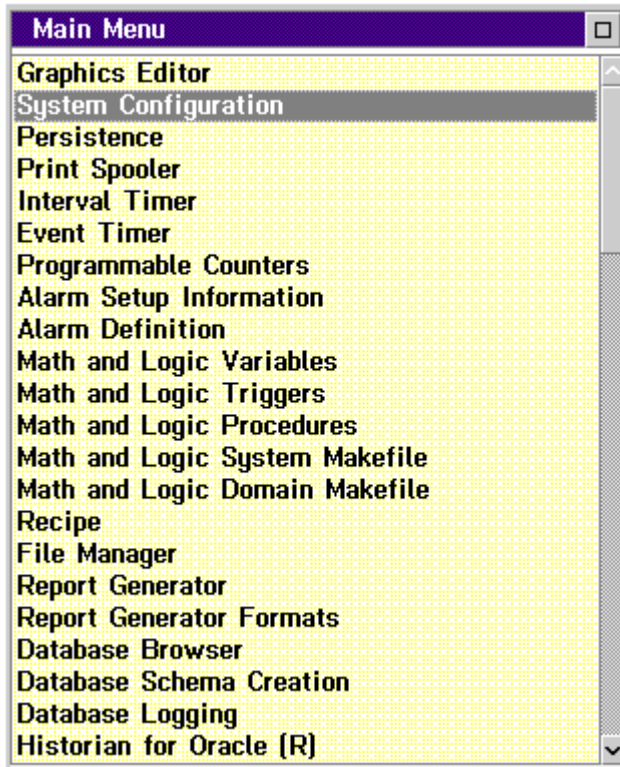 Main Menu
Graphics Editor
System Configuration
Persistence
Print Spooler
Interval Timer
Event Timer
Programmable Counters
Alarm Setup Information
Alarm Definition
Math and Logic Variables
Math and Logic Triggers
Math and Logic Procedures
Math and Logic System Makefile
Math and Logic Domain Makefile
Recipe
File Manager
Report Generator
Report Generator Formats
Database Browser
Database Schema Creation
Database Logging
Historian for Oracle (R)